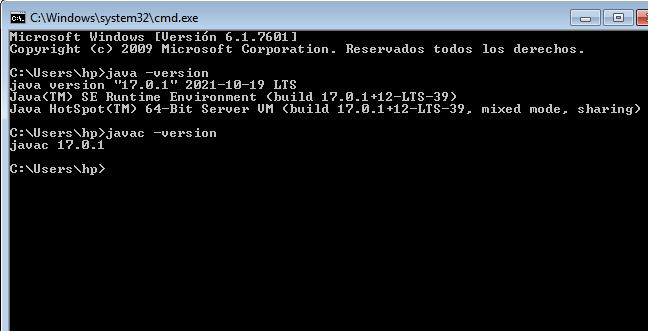 C:\Windows\system32\cmd.exe
Microsoft Windows [Versión 6.1.7601]
Copyright (c) 2009 Microsoft Corporation. Reservados todos los derechos.
C:\Users\hp>java -version
java version "17.0.1" 2021-10-19 LTS
Java(TM) SE Runtime Environment (build 17.0.1+12-LTS-39)
Java HotSpot(TM) 64-Bit Server VM (build 17.0.1+12-LTS-39, mixed mode, sharing)
C:\Users\hp>javac -version
javac 17.0.1
C:\Users\hp>